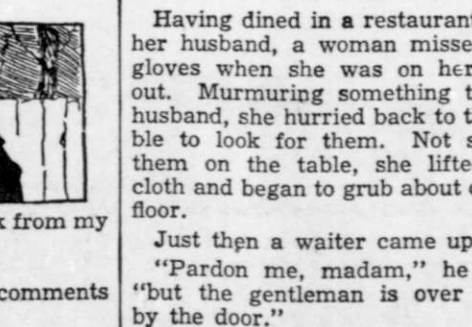 k from my
comments
Having dined in a restaurant
her husband, a woman misse
gloves when she was on her
out. Murmuring something t
husband, she hurried back to t
ble to look for them. Not s
them on the table, she lifte
cloth and began to grub about o
floor.
Just then a waiter came up
"Pardon me, madam," he
"but the gentleman is over
by the door."